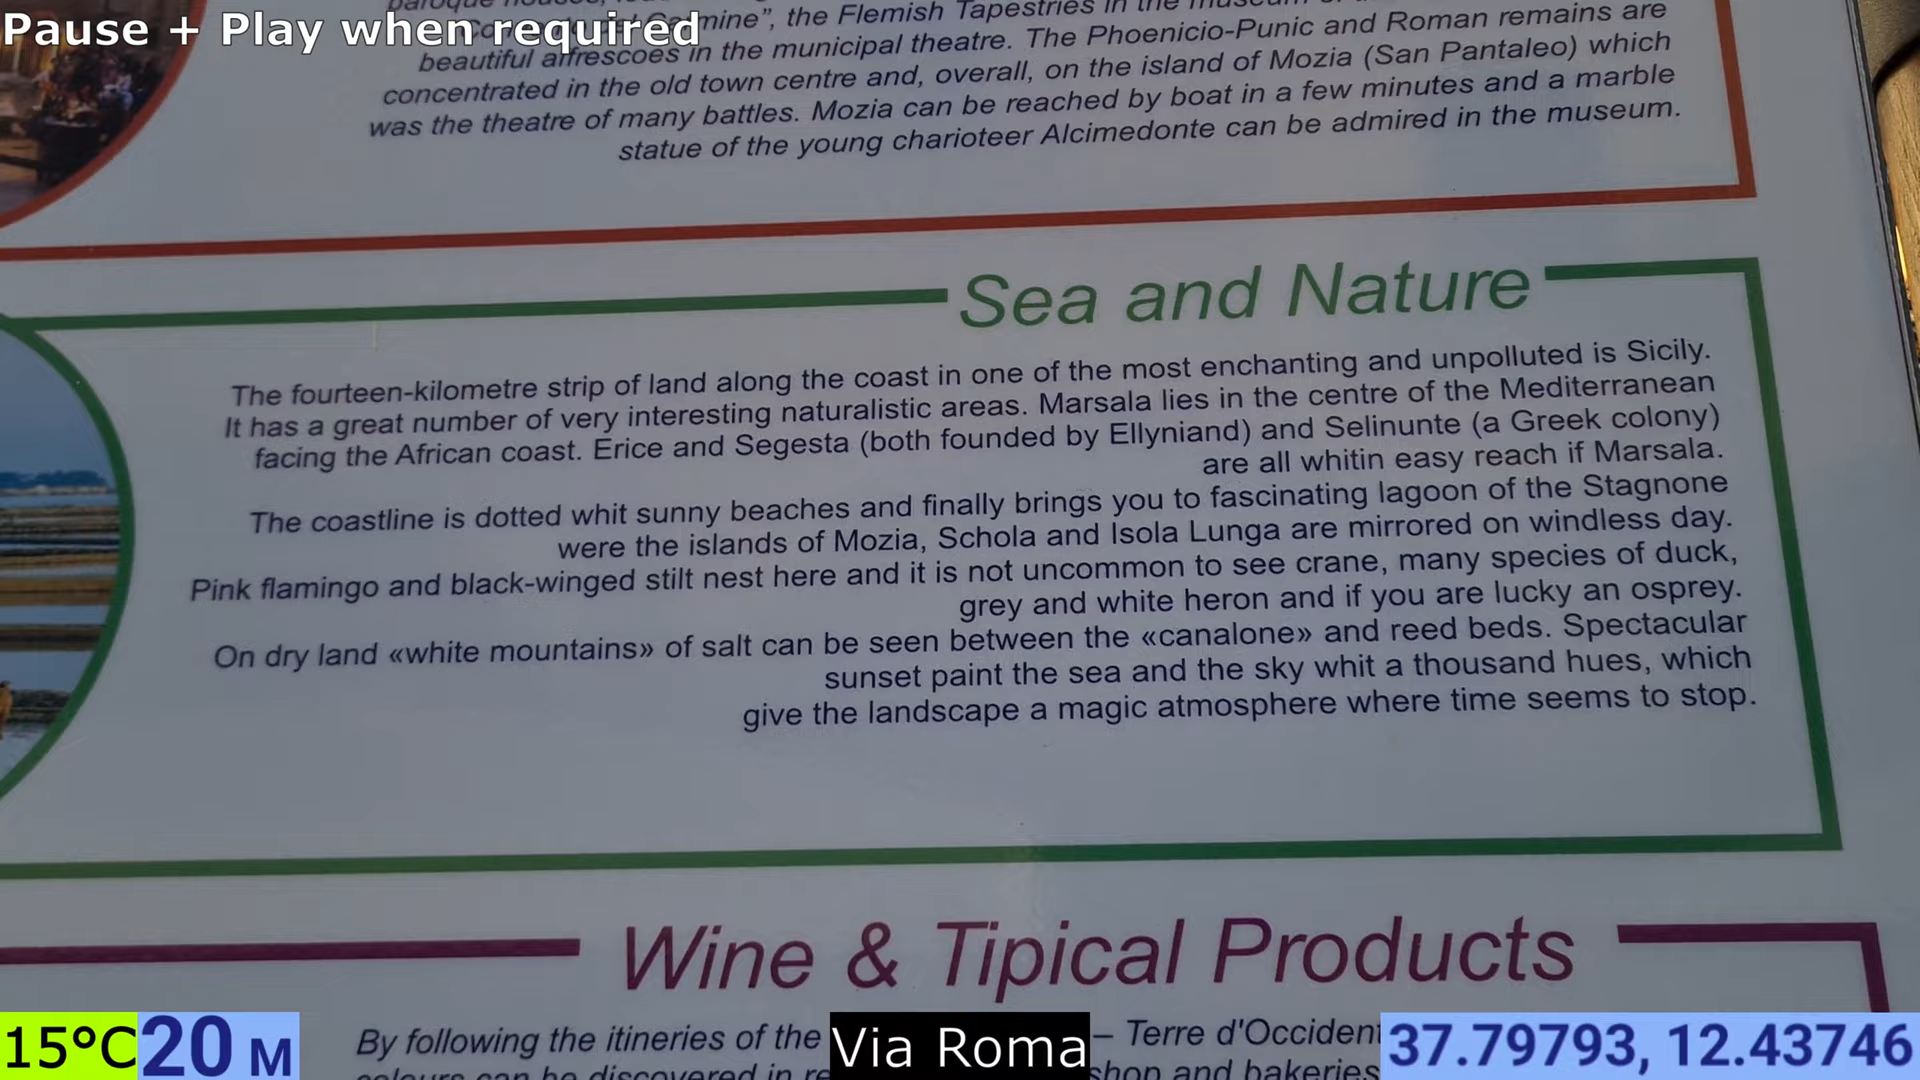 Pause + Play when required
mine”, the Flemish Tapestries in the museum of
beautiful affrescoes in the municipal theatre. The Phoenicio-Punic and Roman remains are
concentrated in the old town centre and, overall, on the island of Mozia (San Pantaleo) which
was the theatre of many battles. Mozia can be reached by boat in a few minutes and a marble
statue of the young charioteer Alcimedonte can be admired in the museum.
Sea and Nature
The fourteen-kilometre strip of land along the coast in one of the most enchanting and unpolluted is Sicily.
It has a great number of very interesting naturalistic areas. Marsala lies in the centre of the Mediterranean
facing the African coast. Erice and Segesta (both founded by Ellyniand) and Selinunte (a Greek colony)
are all whitin easy reach if Marsala.
The coastline is dotted whit sunny beaches and finally brings you to fascinating lagoon of the Stagnone
were the islands of Mozia, Schola and Isola Lunga are mirrored on windless day.
Pink flamingo and black-winged stilt nest here and it is not uncommon to see crane, many species of duck,
grey and white heron and if you are lucky an osprey.
On dry land «white mountains» of salt can be seen between the «canalone» and reed beds. Spectacular
sunset paint the sea and the sky whit a thousand hues, which
give the landscape a magic atmosphere where time seems to stop.
Wine & Tipical Products
By following the itineries of the – Terre d'Occident
colours can be discovered in re shop and bakeries
15°C 20 M Via Roma 37.79793, 12.43746